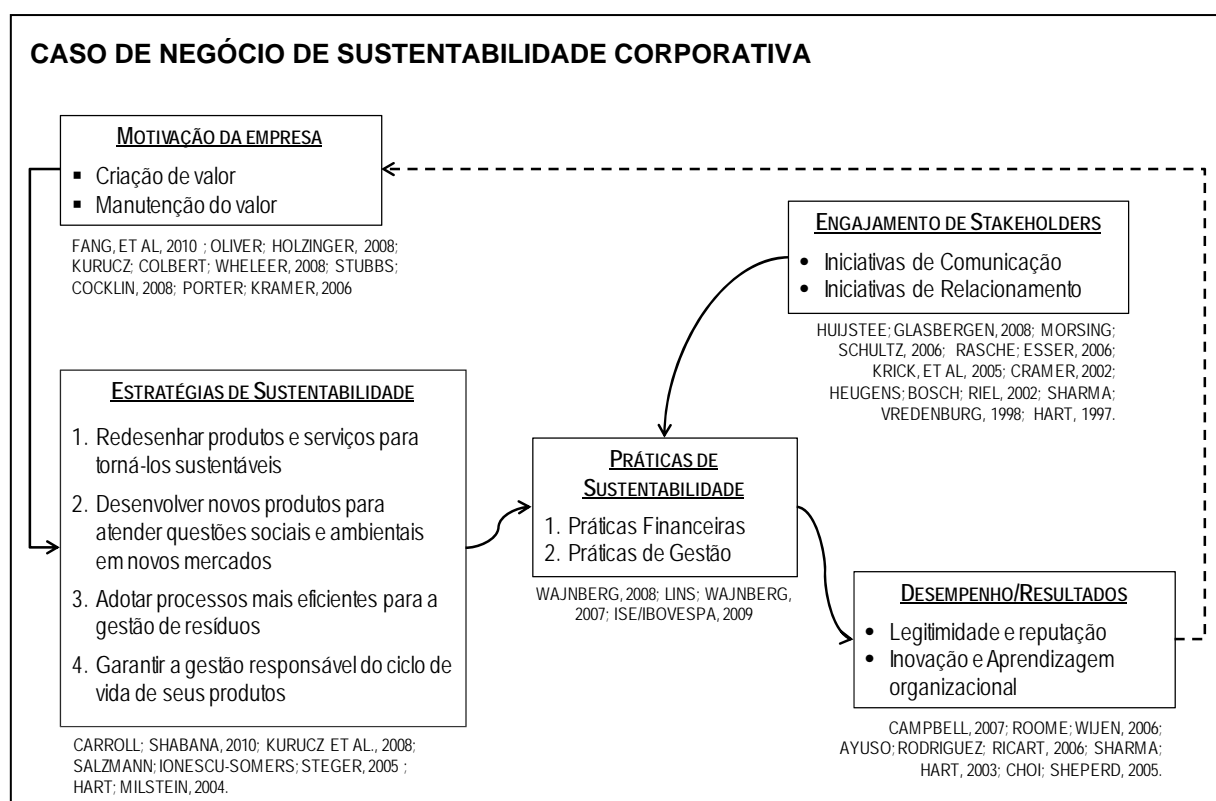 CASO DE NEGÓCIO DE SUSTENTABILIDADE CORPORATIVA
MOTIVAÇÃO DA EMPRESA
▪ Criação de valor
▪ Manutenção do valor
FANG, ET AL, 2010 ; OLIVER; HOLZINGER, 2008;
KURUCZ; COLBERT; WHELEER, 2008; STUBBS;
COCKLIN, 2008; PORTER; KRAMER, 2006
ENGAJAMENTO DE STAKEHOLDERS
• Iniciativas de Comunicação
• Iniciativas de Relacionamento
HUIJSTEE; GLASBERGEN, 2008; MORSING;
SCHULTZ, 2006; RASCHE; ESSER, 2006;
KRICK, ET AL, 2005; CRAMER, 2002;
HEUGENS; BOSCH; RIEL, 2002; SHARMA;
VREDENBURG, 1998; HART, 1997.
ESTRATÉGIAS DE SUSTENTABILIDADE
1. Redesenhar produtos e serviços para
torná-los sustentáveis
2. Desenvolver novos produtos para
atender questões sociais e ambientais
em novos mercados
3. Adotar processos mais eficientes para a
gestão de resíduos
4. Garantir a gestão responsável do ciclo de
vida de seus produtos
CARROLL; SHABANA, 2010; KURUCZ ET AL., 2008;
SALZMANN; IONESCU-SOMERS; STEGER, 2005 ;
HART; MILSTEIN, 2004.
PRÁTICAS DE
SUSTENTABILIDADE
1. Práticas Financeiras
2. Práticas de Gestão
WAJNBERG, 2008; LINS; WAJNBERG,
2007; ISE/IBOVESPA, 2009
DESEMPENHO/RESULTADOS
• Legitimidade e reputação
• Inovação e Aprendizagem
organizacional
CAMPBELL, 2007; ROOME; WIJEN, 2006;
AYUSO; RODRIGUEZ; RICART, 2006; SHARMA;
HART, 2003; CHOI; SHEPERD, 2005.